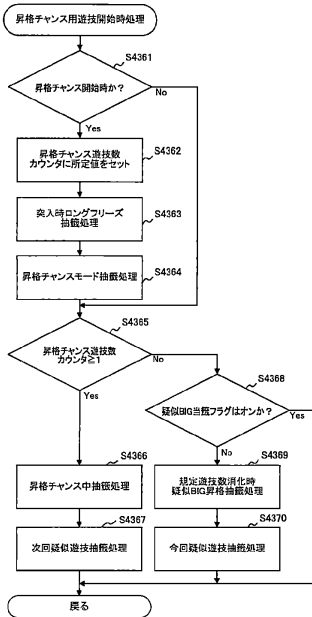 昇格チャンス用遊技開始時処理
S4361
昇格チャンス開始時か?
No
Yes
S4362
昇格チャンス遊技数
カウンタに所定値をセット
S4363
突入時ロングフリーズ
抽籤処理
S4364
昇格チャンスモード抽籤処理
S4365
昇格チャンス遊技数
カウンタ≧1
No
Yes
S4368
疑似BIG当籤フラグはオンか?
Yes
No
S4366
昇格チャンス中抽籤処理
S4369
規定遊技数消化時
疑似BIG昇格抽籤処理
S4367
次回疑似遊技抽籤処理
S4370
今回疑似遊技抽籤処理
戻る